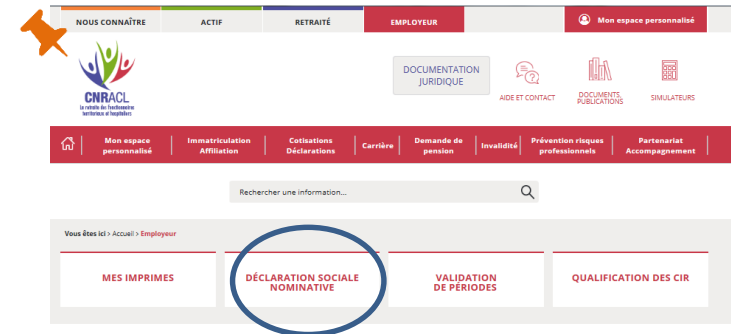 NOUS CONNAÎTRE
ACTIF
RETRAITÉ
EMPLOYEUR
Mon espace personnalisé
CNRACL
La retraite des fonctionnaires
territoriaux et hospitaliers
DOCUMENTATION
JURIDIQUE
AIDE ET CONTACT
DOCUMENTS,
PUBLICATIONS
SIMULATEURS
Mon espace
personnalisé
Immatriculation
Affiliation
Cotisations
Déclarations
Carrière
Demande de
pension
Invalidité
Prévention risques
professionnels
Partenariat
Accompagnement
Rechercher une information...
Vous êtes ici > Accueil > Employeur
MES IMPRIMES
DÉCLARATION SOCIALE
NOMINATIVE
VALIDATION
DE PÉRIODES
QUALIFICATION DES CIR